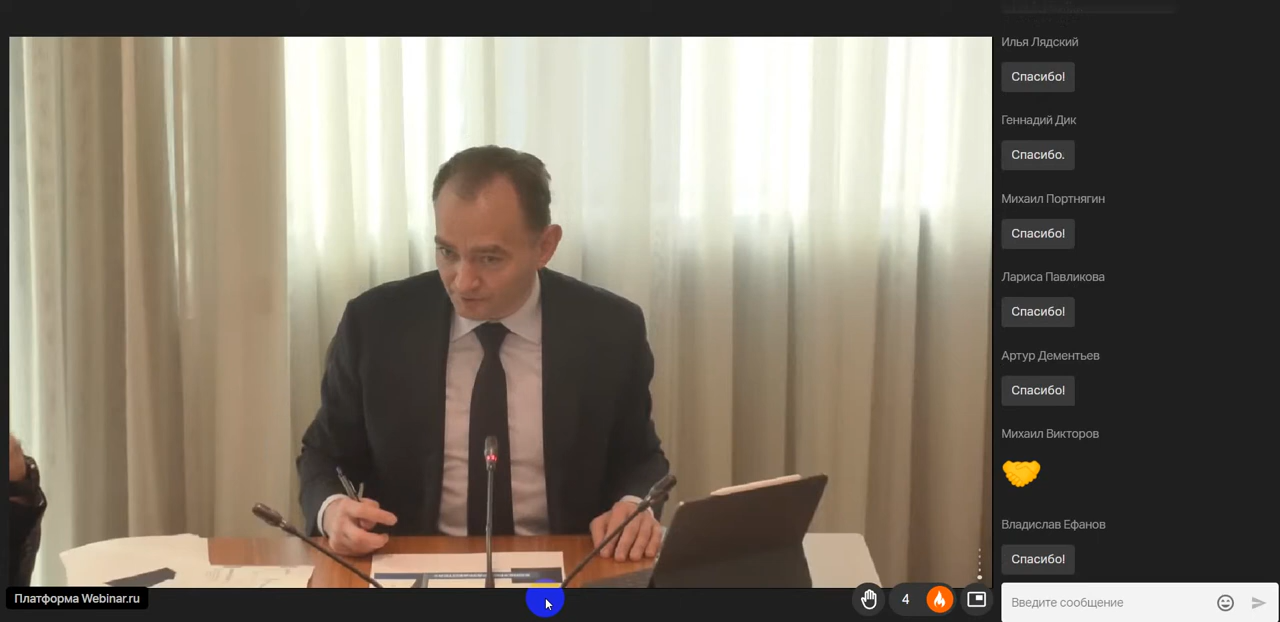 Илья Лядский
Спасибо!
Геннадий Дик
Спасибо.
Михаил Портнягин
Спасибо!
Лариса Павликова
Спасибо!
Артур Дементьев
Спасибо!
Михаил Викторов
Владислав Ефанов
Спасибо!
Платформа Webinar.ru
4
Введите сообщение